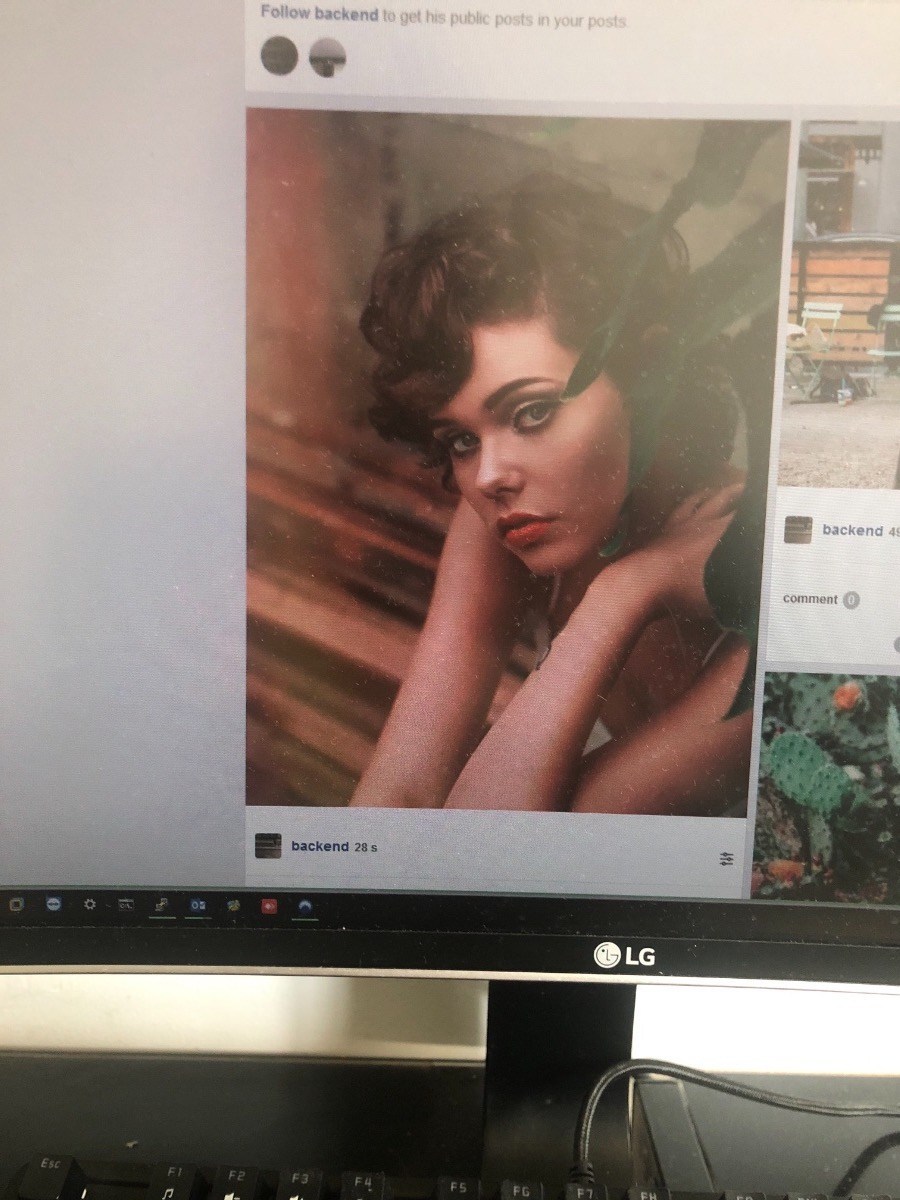 Follow backend to get his public posts in your posts
backend 28 s
backend 49
comment 0
LG
Esc
F1
F2
F3
F4
F5
F6
F7